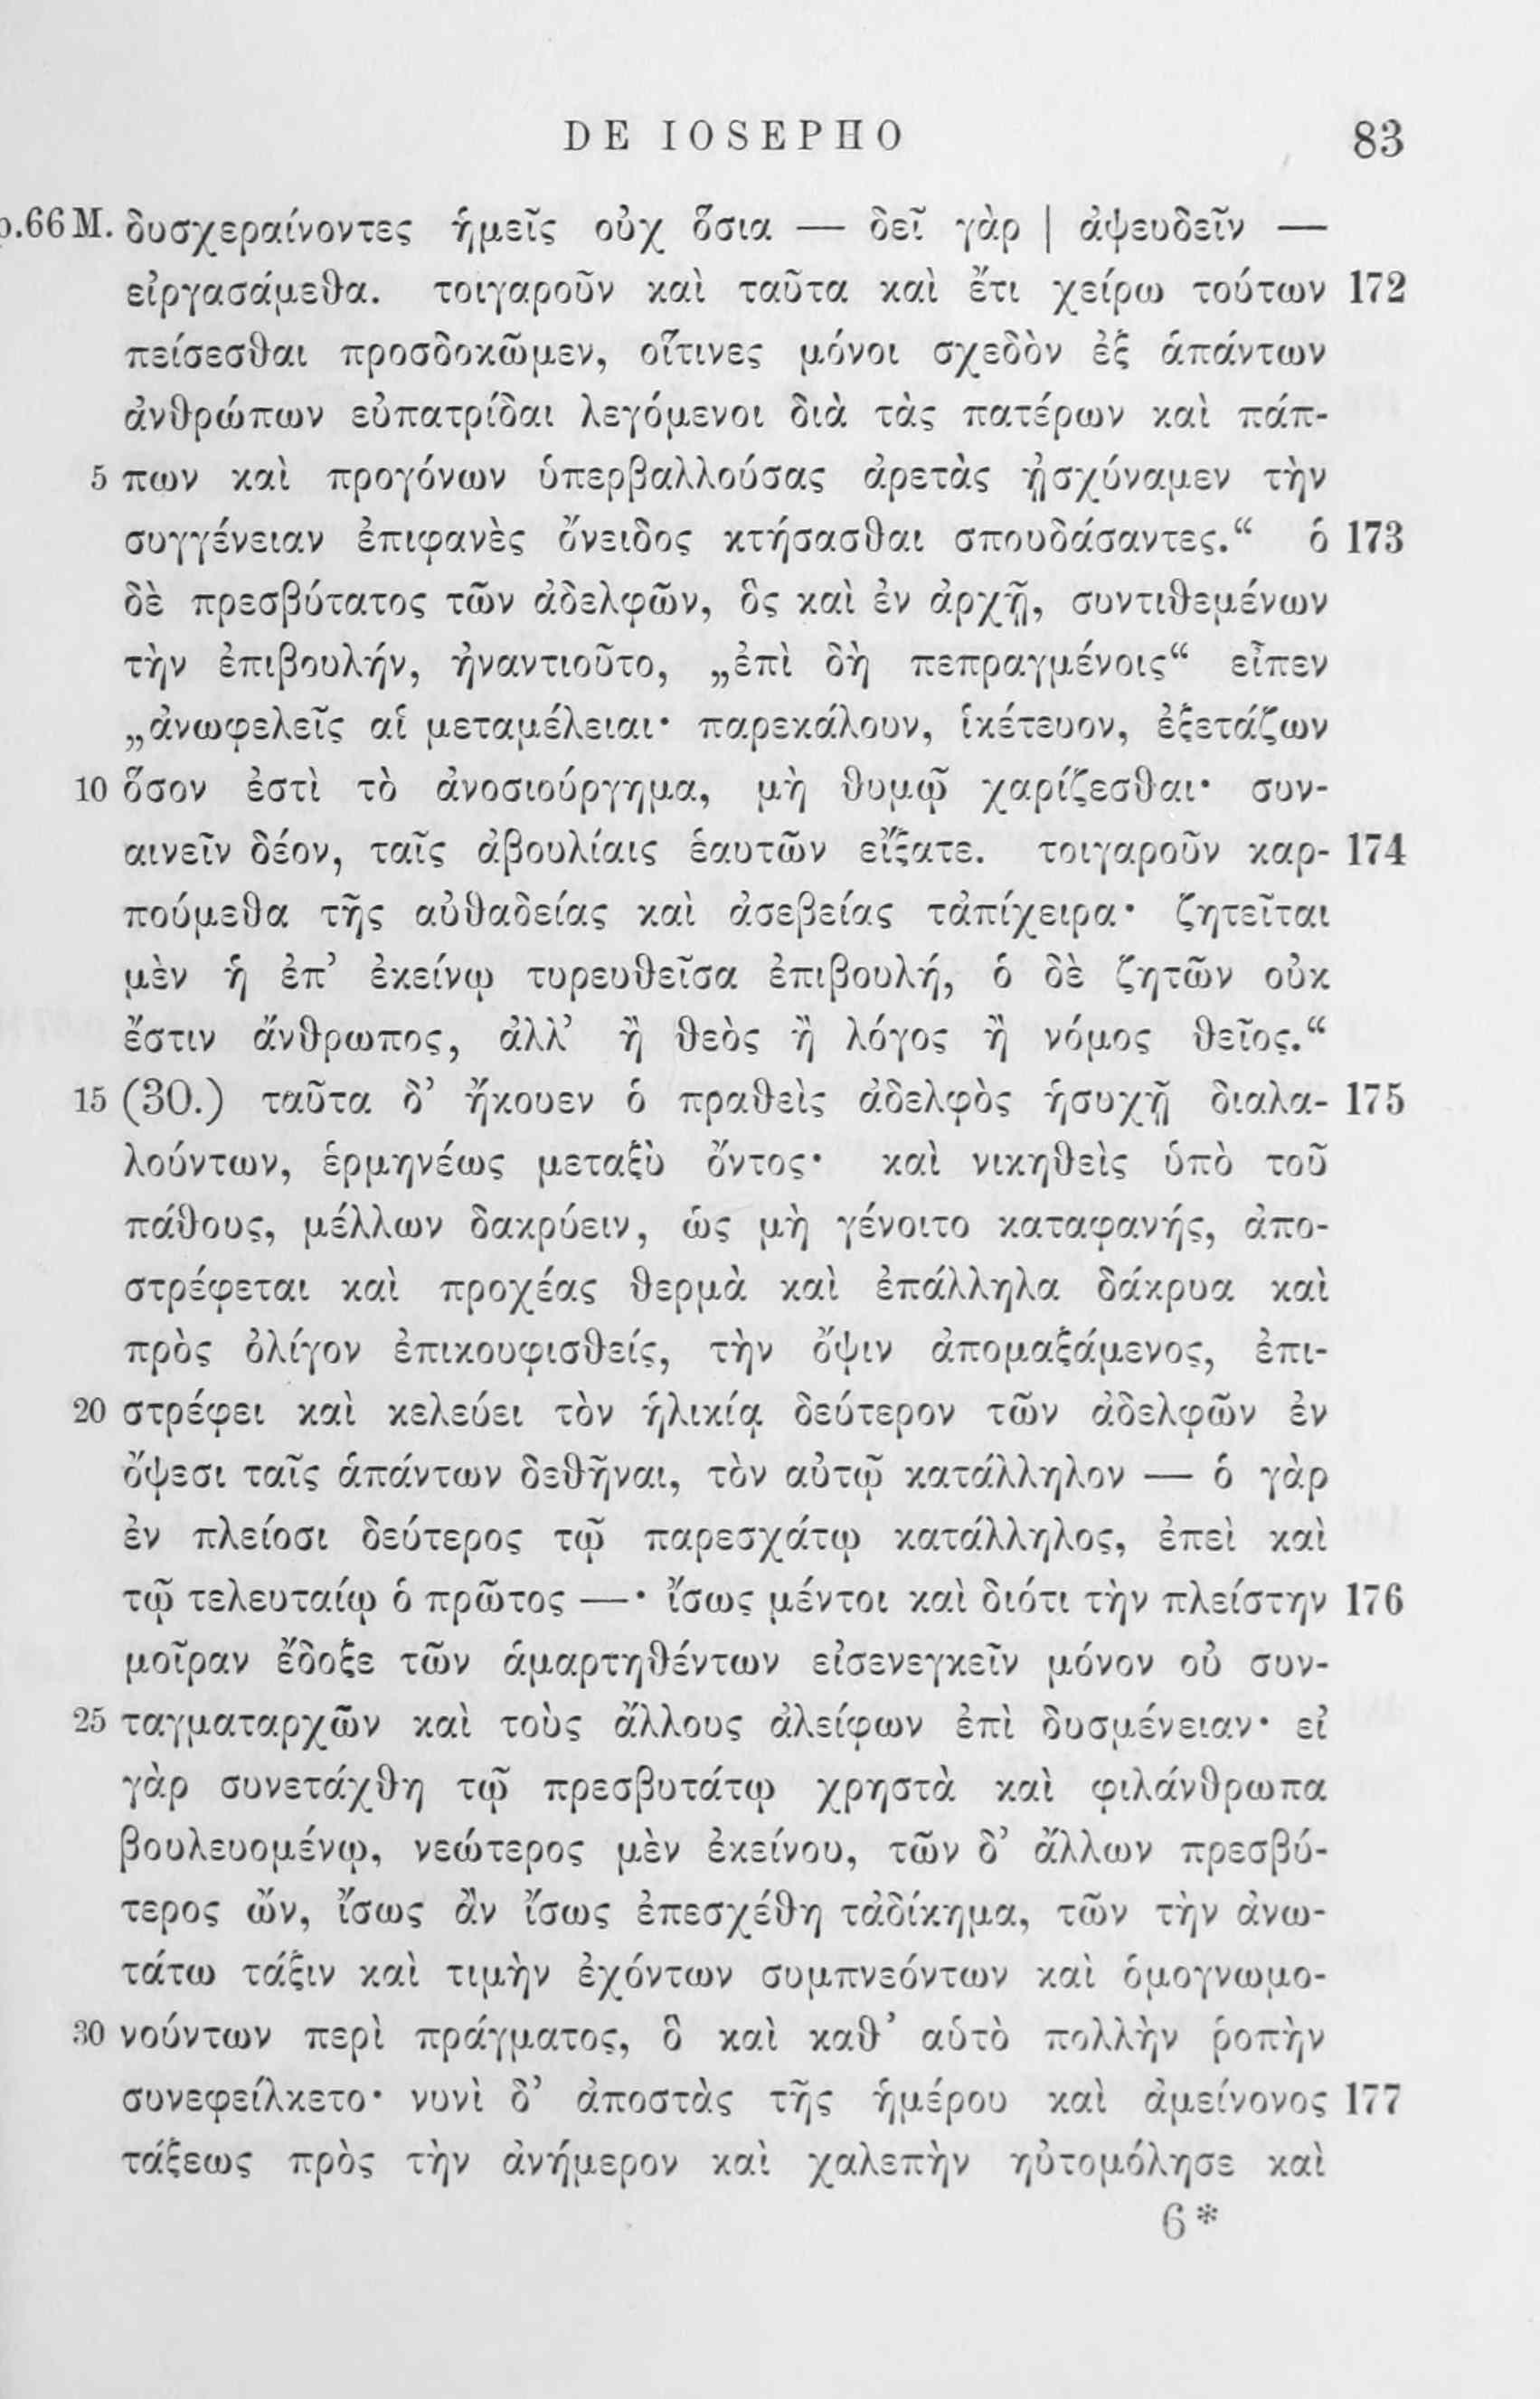 DE IOSEPHO 83
p.66 M. δυσχεραίνοντες ἡμεῖς οὐχ ὅσια — δεῖ γὰρ | ἀψευδεῖν —
εἰργασάμεθα. τοιγαροῦν καὶ ταῦτα καὶ ἔτι χείρω τούτων 172
πείσεσθαι προσδοκῶμεν, οἵτινες μόνοι σχεδὸν ἐξ ἁπάντων
ἀνθρώπων εὐπατρίδαι λεγόμενοι διὰ τὰς πατέρων καὶ πάπ-
5 πων καὶ προγόνων ὑπερβαλλούσας ἀρετὰς ᾐσχύναμεν τὴν
συγγένειαν ἐπιφανὲς ὄνειδος κτήσασθαι σπουδάσαντες.“ ὁ 173
δὲ πρεσβύτατος τῶν ἀδελφῶν, ὃς καὶ ἐν ἀρχῇ, συντιθεμένων
τὴν ἐπιβουλήν, ἠναντιοῦτο, „ἐπὶ δὴ πεπραγμένοις“ εἶπεν
„ἀνωφελεῖς αἱ μεταμέλειαι· παρεκάλουν, ἱκέτευον, ἐξετάζων
10 ὅσον ἐστὶ τὸ ἀνοσιούργημα, μὴ θυμῷ χαρίζεσθαι· συν-
αινεῖν δέον, ταῖς ἀβουλίαις ἑαυτῶν εἴξατε. τοιγαροῦν καρ- 174
πούμεθα τῆς αὐθαδείας καὶ ἀσεβείας τἀπίχειρα· ζητεῖται
μὲν ἡ ἐπ’ ἐκείνῳ τυρευθεῖσα ἐπιβουλή, ὁ δὲ ζητῶν οὐκ
ἔστιν ἄνθρωπος, ἀλλ’ ἢ θεὸς ἢ λόγος ἢ νόμος θεῖος.“
15 (30.) ταῦτα δ’ ἤκουεν ὁ πραθεὶς ἀδελφὸς ἡσυχῇ διαλα- 175
λούντων, ἑρμηνέως μεταξὺ ὄντος· καὶ νικηθεὶς ὑπὸ τοῦ
πάθους, μέλλων δακρύειν, ὡς μὴ γένοιτο καταφανής, ἀπο-
στρέφεται καὶ προχέας θερμὰ καὶ ἐπάλληλα δάκρυα καὶ
πρὸς ὀλίγον ἐπικουφισθείς, τὴν ὄψιν ἀπομαξάμενος, ἐπι-
20 στρέφει καὶ κελεύει τὸν ἡλικίᾳ δεύτερον τῶν ἀδελφῶν ἐν
ὄψεσι ταῖς ἁπάντων δεθῆναι, τὸν αὑτῷ κατάλληλον — ὁ γὰρ
ἐν πλείοσι δεύτερος τῷ παρεσχάτῳ κατάλληλος, ἐπεὶ καὶ
τῷ τελευταίῳ ὁ πρῶτος —· ἴσως μέντοι καὶ διότι τὴν πλείστην 176
μοῖραν ἔδοξε τῶν ἁμαρτηθέντων εἰσενεγκεῖν μόνον οὐ συν-
25 ταγματαρχῶν καὶ τοὺς ἄλλους ἀλείφων ἐπὶ δυσμένειαν· εἰ
γὰρ συνετάχθη τῷ πρεσβυτάτῳ χρηστὰ καὶ φιλάνθρωπα
βουλευομένῳ, νεώτερος μὲν ἐκείνου, τῶν δ’ ἄλλων πρεσβύ-
τερος ὤν, ἴσως ἂν ἴσως ἐπεσχέθη τἀδίκημα, τῶν τὴν ἀνω-
τάτω τάξιν καὶ τιμὴν ἐχόντων συμπνεόντων καὶ ὁμογνωμο-
30 νούντων περὶ πράγματος, ὃ καὶ καθ’ αὑτὸ πολλὴν ῥοπὴν
συνεφείλκετο· νυνὶ δ’ ἀποστὰς τῆς ἡμέρου καὶ ἀμείνονος 177
τάξεως πρὸς τὴν ἀνήμερον καὶ χαλεπὴν ηὐτομόλησε καὶ
6*